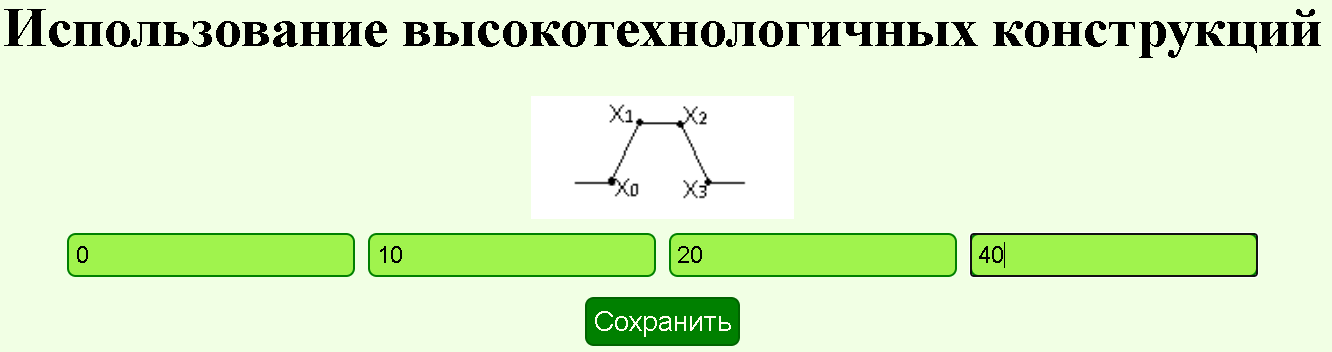 Использование высокотехнологичных конструкций
X1 X2
X0 X3
0 10 20 40
Сохранить